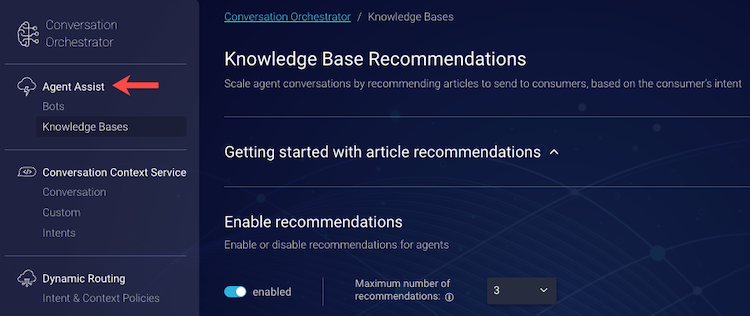 Conversation
Orchestrator
Agent Assist
Bots
Knowledge Bases
Conversation Context Service
Conversation
Custom
Intents
Dynamic Routing
Intent & Context Policies
Conversation Orchestrator / Knowledge Bases
Knowledge Base Recommendations
Scale agent conversations by recommending articles to send to consumers, based on the consumer's intent
Getting started with article recommendations
Enable recommendations
Enable or disable recommendations for agents
enabled
Maximum number of
recommendations:
3